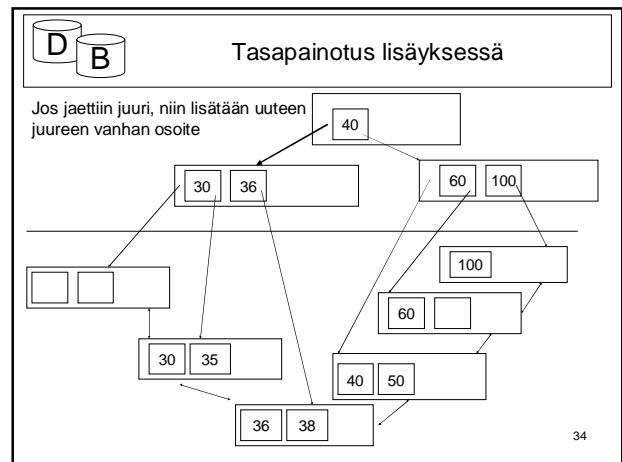 D
B
Tasapainotus lisäyksessä
Jos jaettiin juuri, niin lisätään uuteen
juureen vanhan osoite
40
30 36
60 100
100
60
30 35
40 50
36 38
34